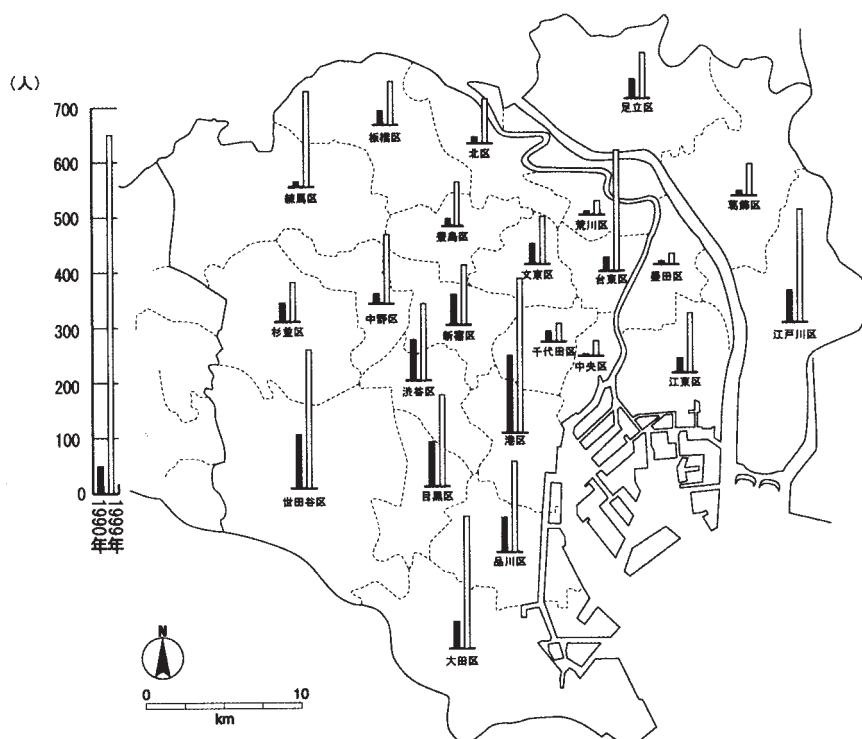 (人)
700
600
500
400
300
200
100
0
1990年
1999年
足立区
板橋区
北区
葛飾区
練馬区
豊島区
荒川区
文京区
台東区
墨田区
中野区
杉並区
新宿区
江戸川区
千代田区
中央区
江東区
渋谷区
港区
世田谷区
目黒区
品川区
大田区
N
0 10
km